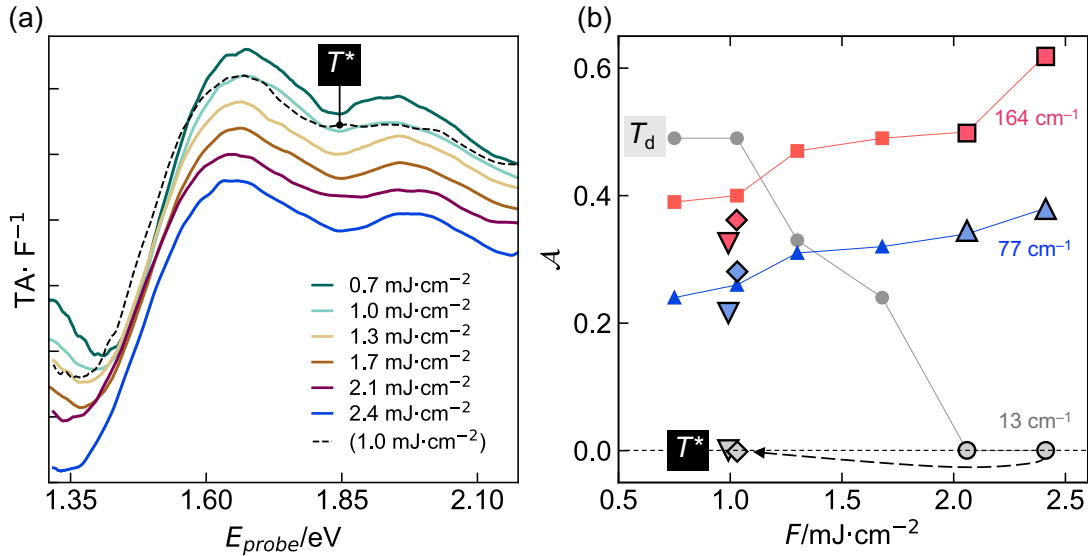 (a)
(b)
T*
TA· F⁻¹
0.7 mJ·cm⁻²
1.0 mJ·cm⁻²
1.3 mJ·cm⁻²
1.7 mJ·cm⁻²
2.1 mJ·cm⁻²
2.4 mJ·cm⁻²
(1.0 mJ·cm⁻²)
1.35 1.60 1.85 2.10
E_probe/eV
0.6
0.4
0.2
0.0
𝒜
T_d
164 cm⁻¹
77 cm⁻¹
13 cm⁻¹
T*
0.5 1.0 1.5 2.0 2.5
F/mJ·cm⁻²